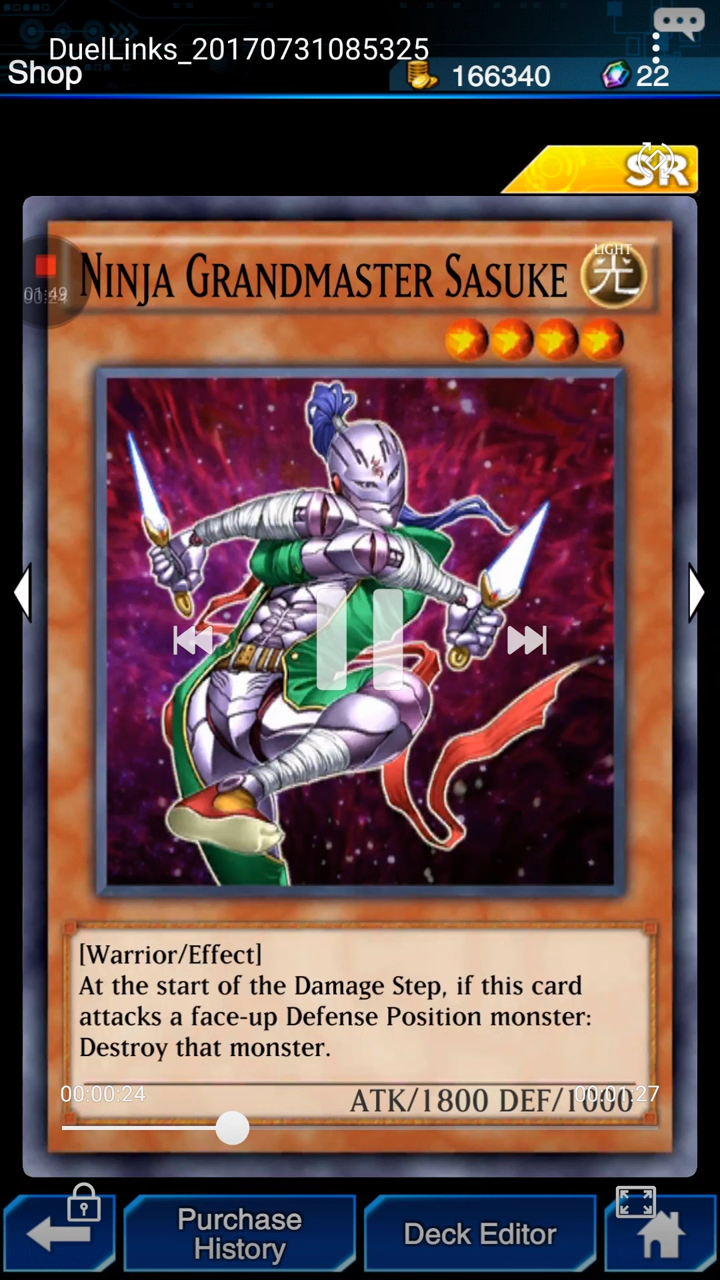 DuelLinks_20170731085325
Shop
166340
22
SR
NINJA GRANDMASTER SASUKE
LIGHT
光
[Warrior/Effect]
At the start of the Damage Step, if this card
attacks a face-up Defense Position monster:
Destroy that monster.
00:00:24
ATK/1800 DEF/1000
00:01:27
Purchase
History
Deck Editor